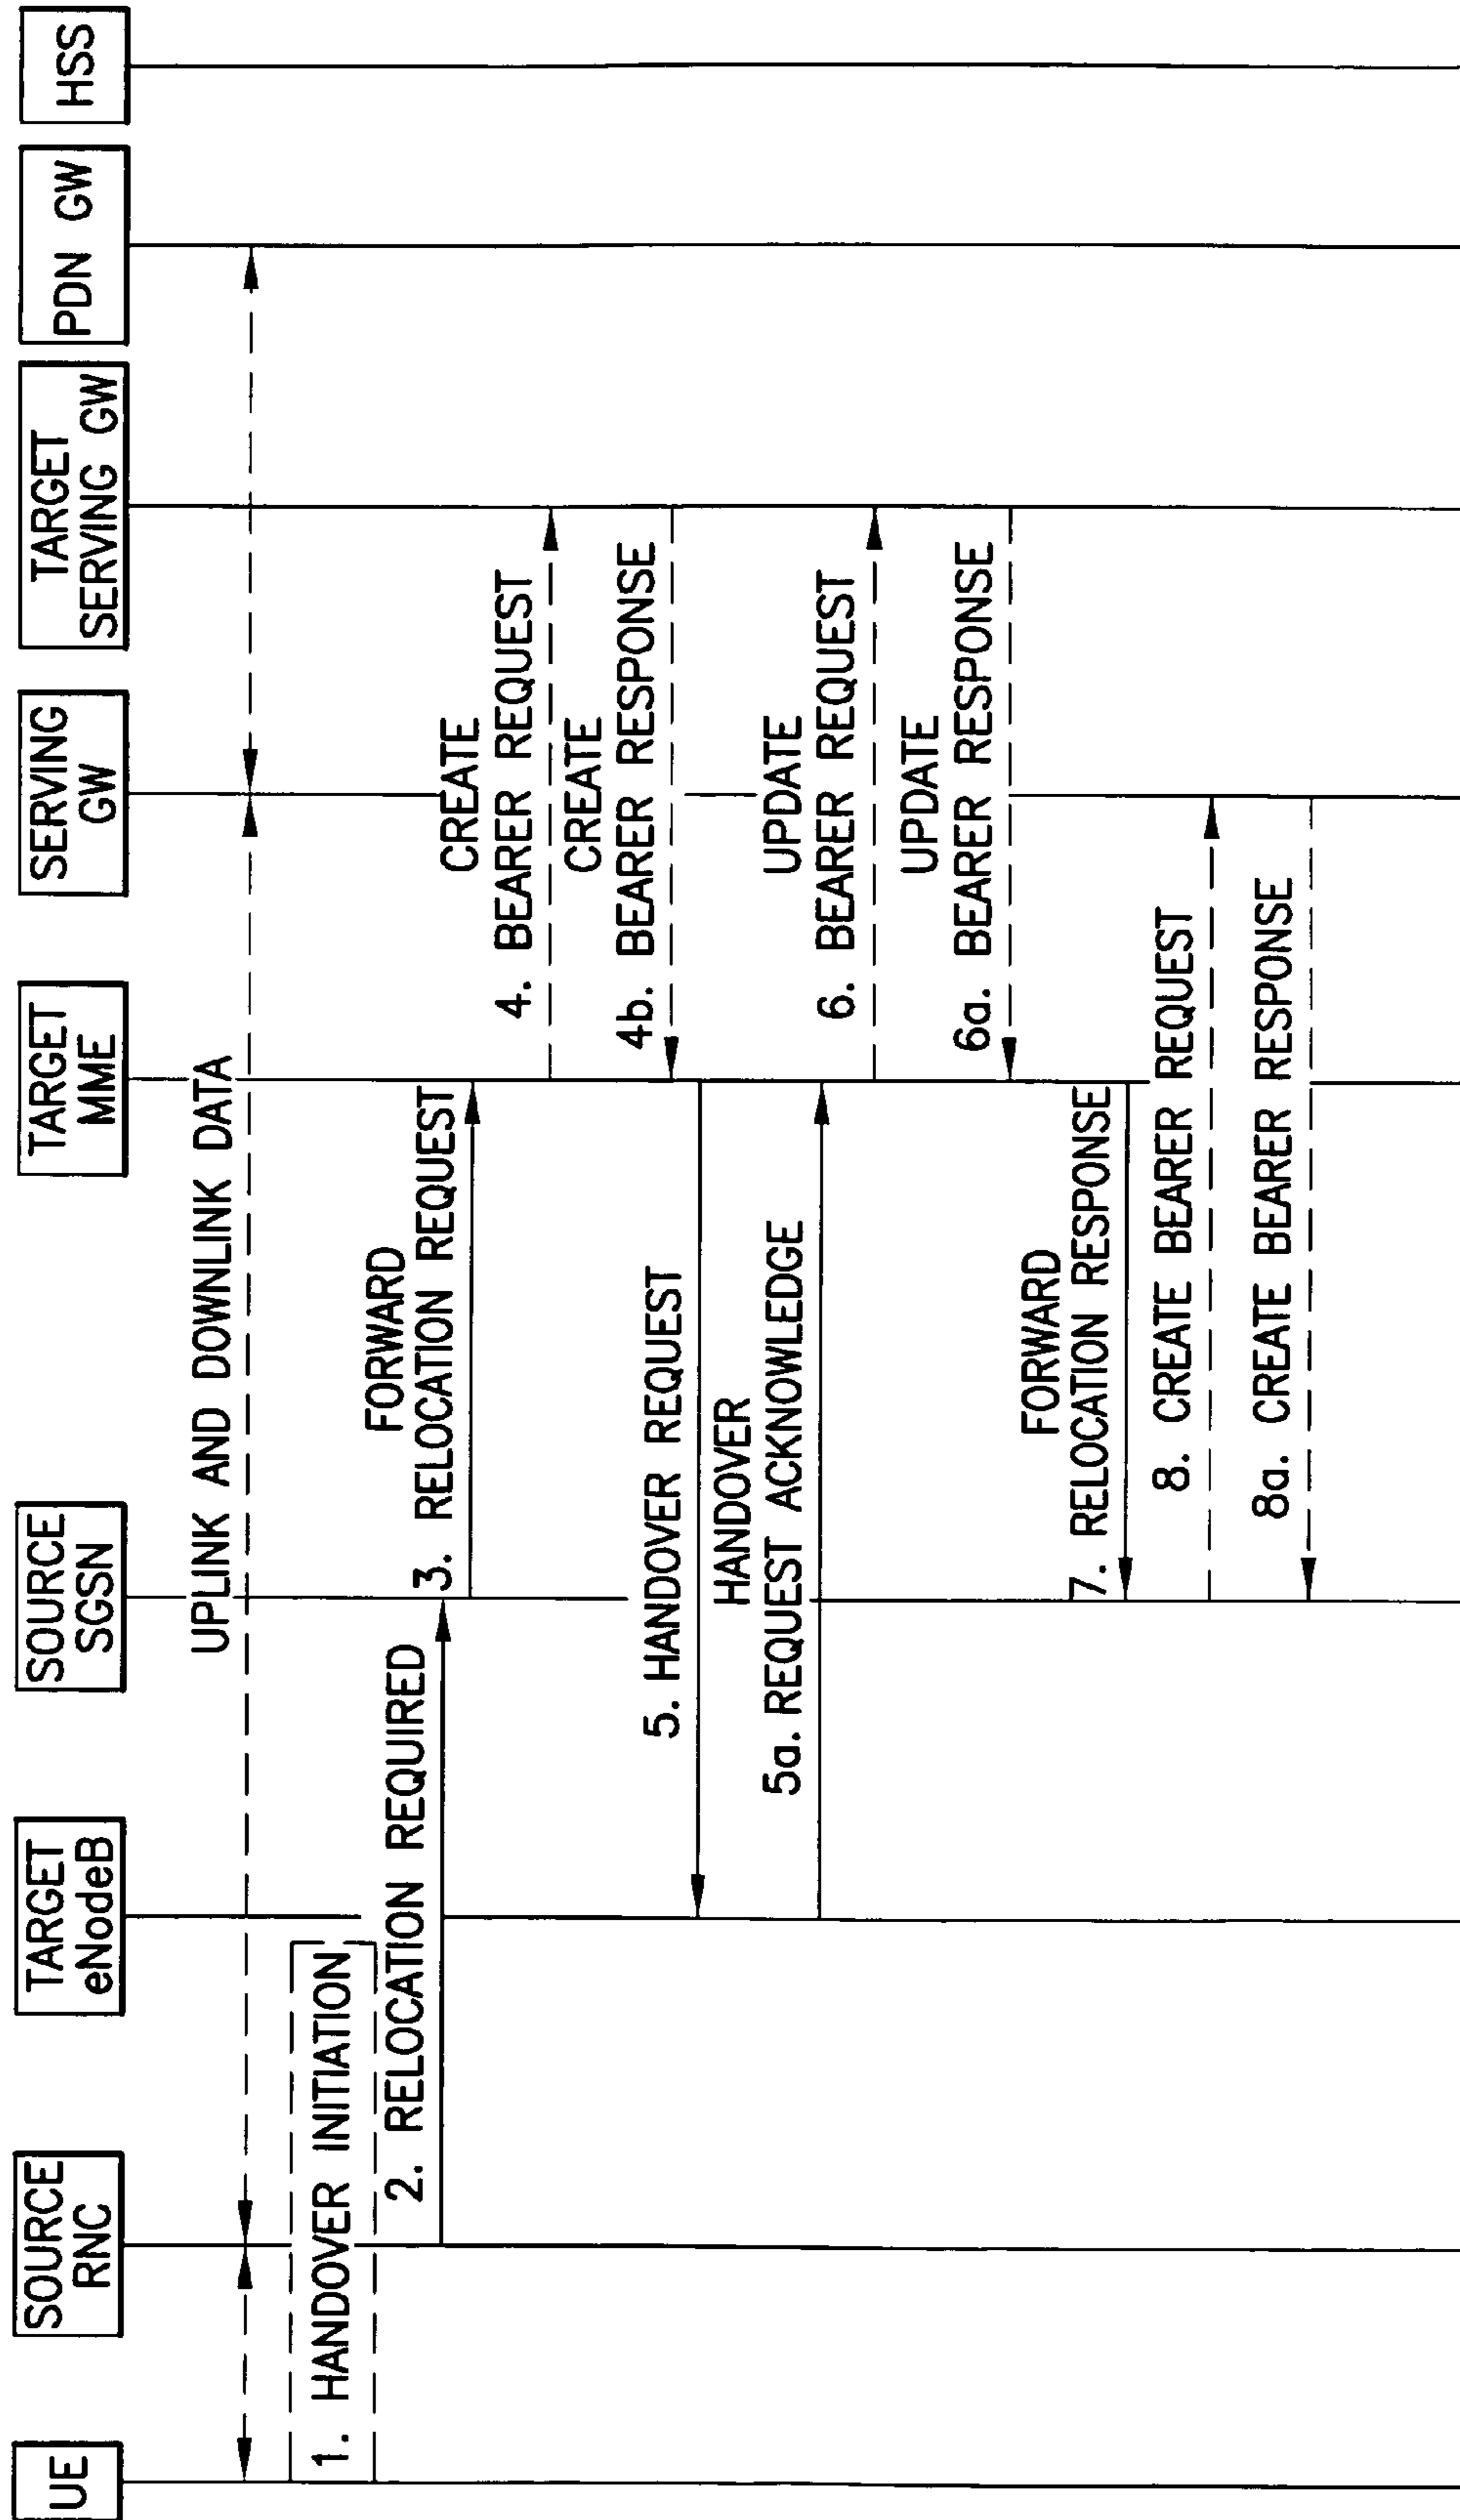 UE
SOURCE
RNC
TARGET
eNodeB
SOURCE
SGSN
TARGET
MME
SERVING
GW
TARGET
SERVING GW
PDN GW
HSS
UPLINK AND DOWNLINK DATA
1. HANDOVER INITIATION
2. RELOCATION REQUIRED
FORWARD
3. RELOCATION REQUEST
CREATE
4. BEARER REQUEST
CREATE
4b. BEARER RESPONSE
5. HANDOVER REQUEST
HANDOVER
5a. REQUEST ACKNOWLEDGE
UPDATE
6. BEARER REQUEST
UPDATE
6a. BEARER RESPONSE
FORWARD
7. RELOCATION RESPONSE
8. CREATE BEARER REQUEST
8a. CREATE BEARER RESPONSE